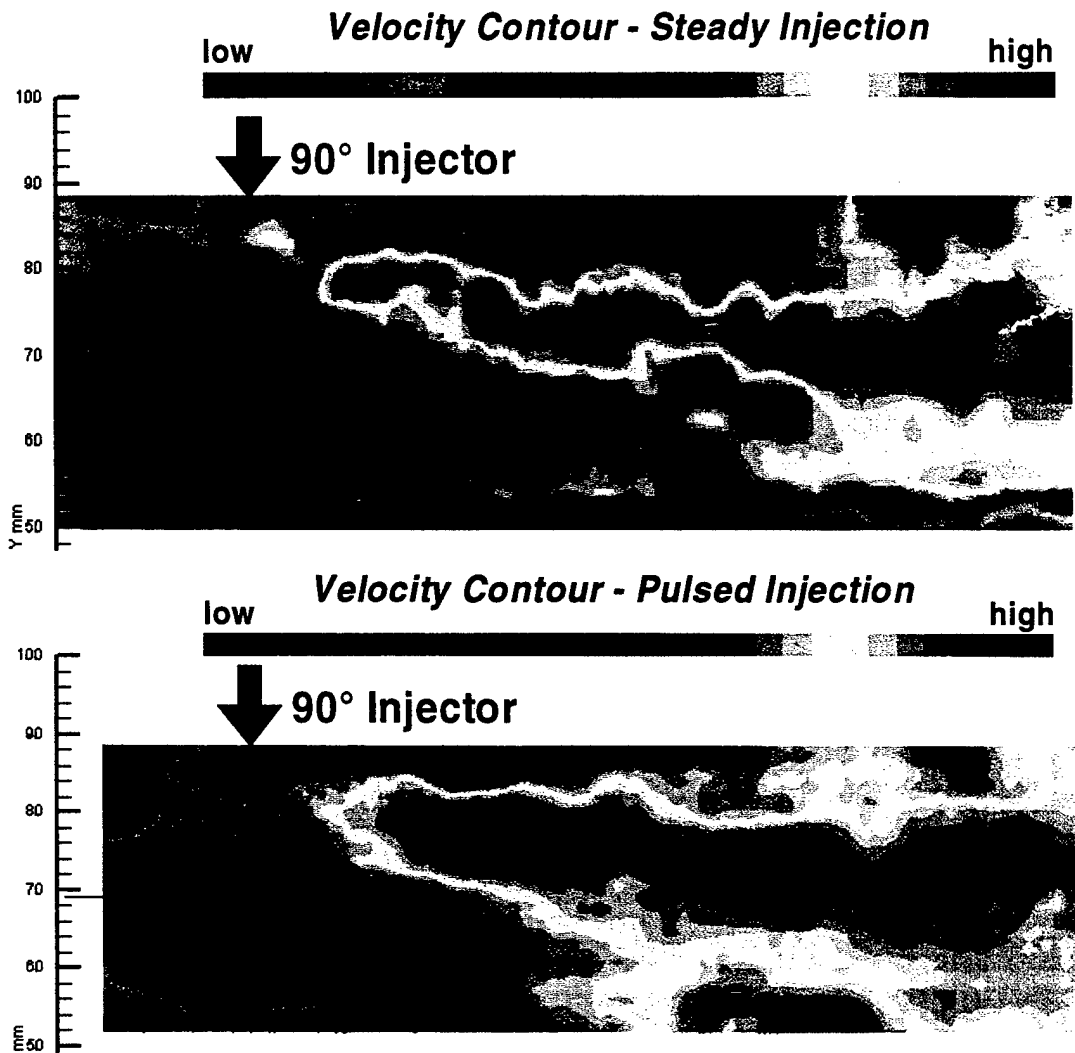 Velocity Contour - Steady Injection
low high
100
90° Injector
90
80
70
60
50
Y mm
Velocity Contour - Pulsed Injection
low high
100
90° Injector
90
80
70
60
mm 50